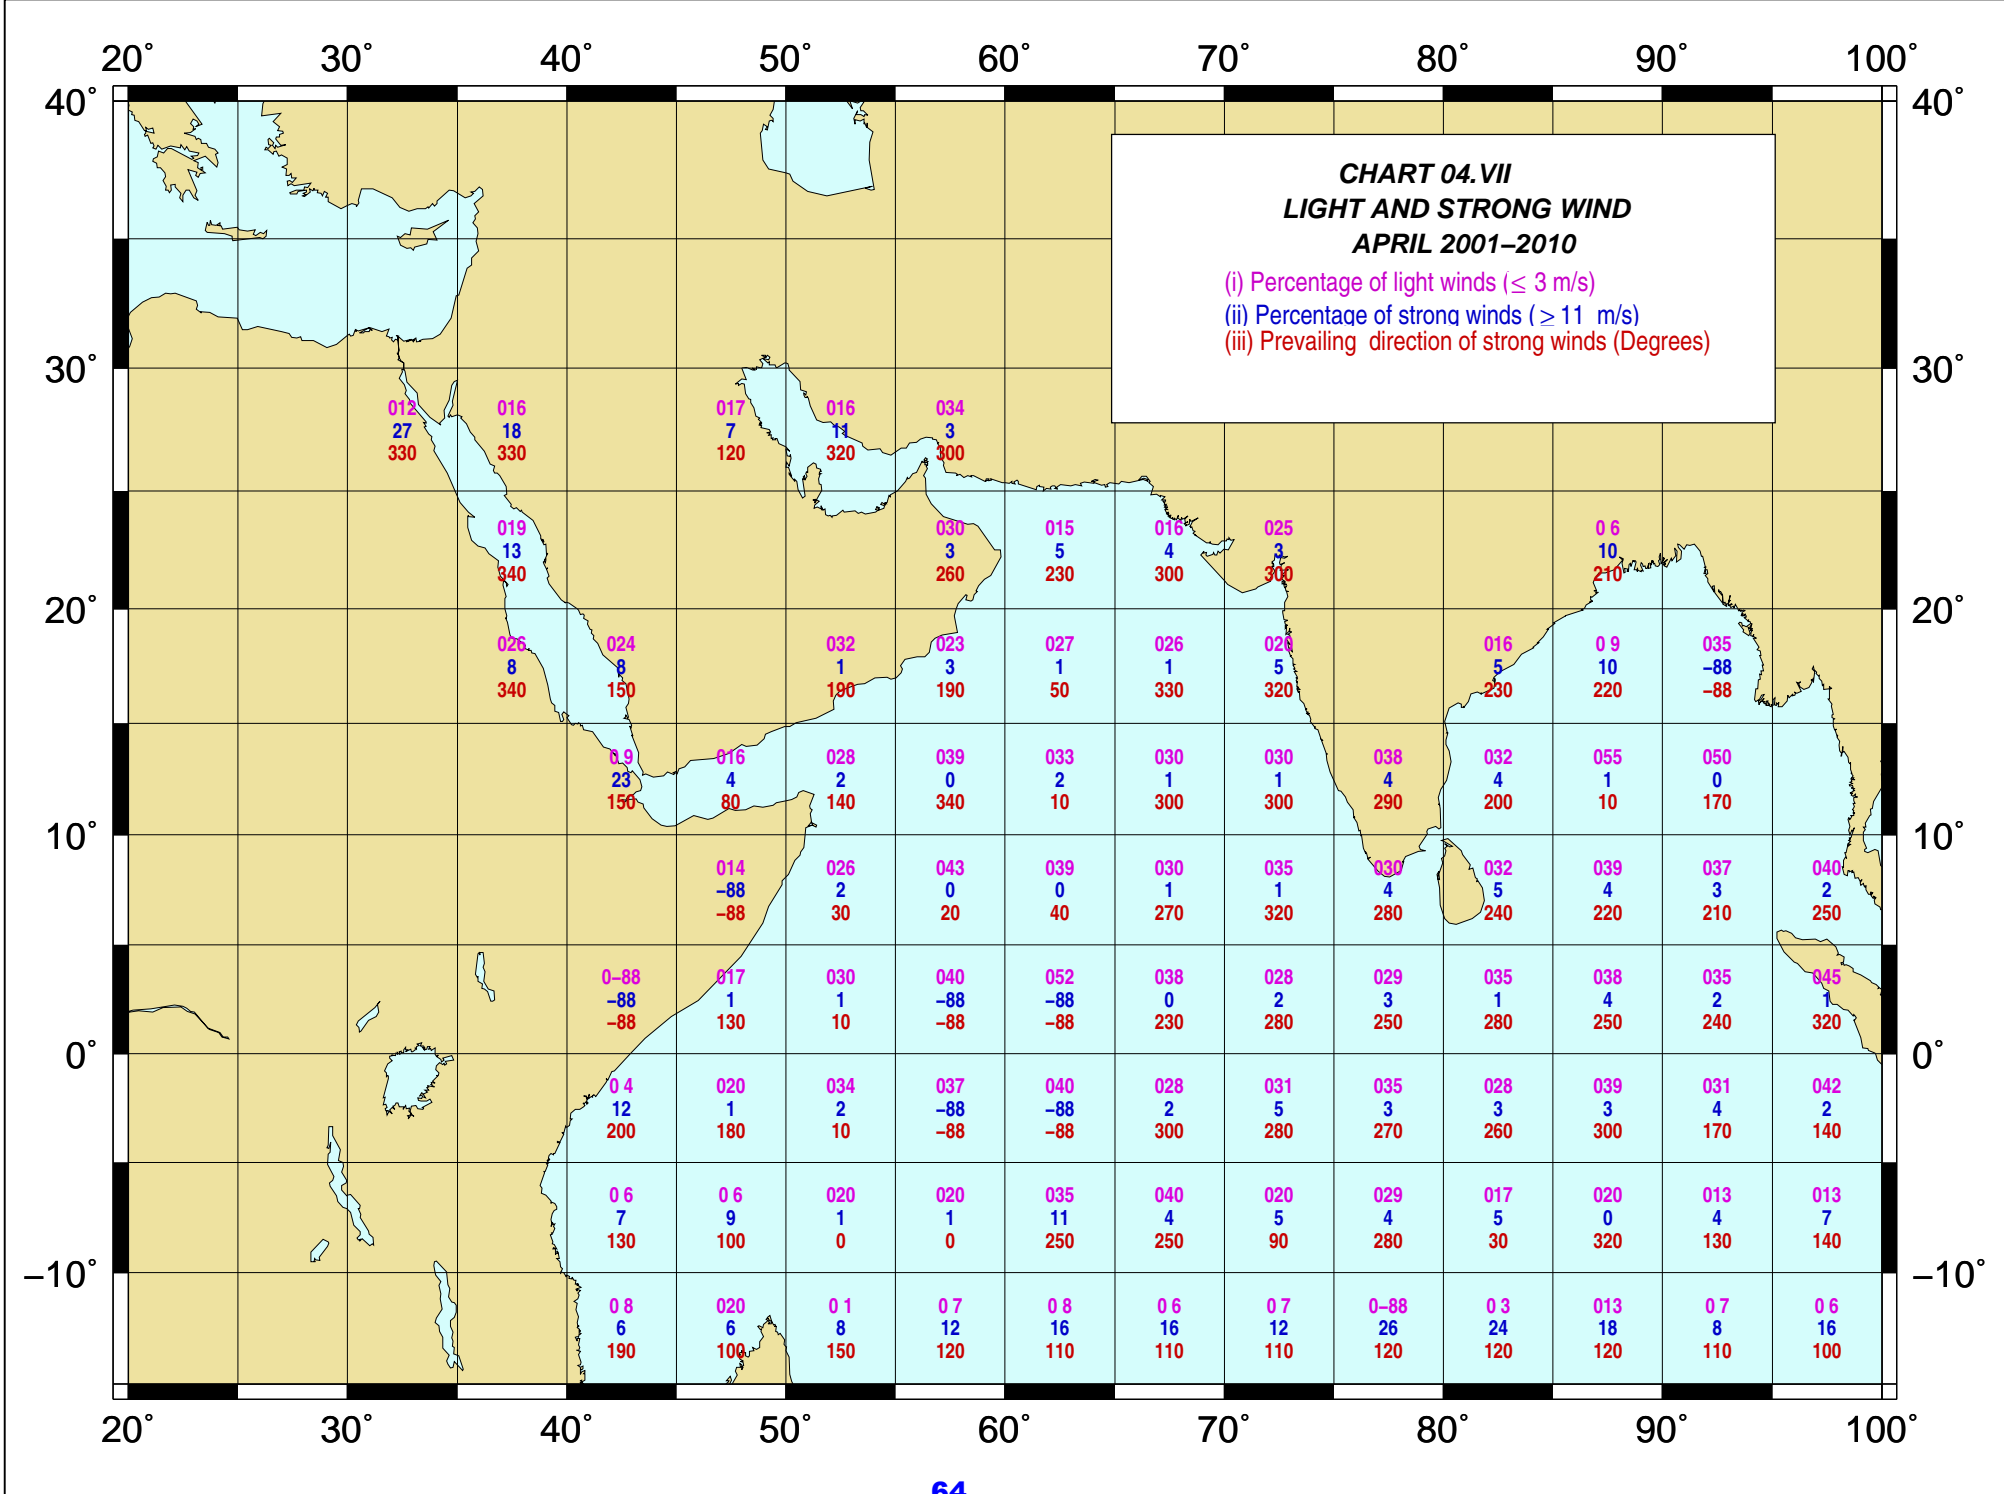 20° 30° 40° 50° 60° 70° 80° 90° 100°
40° 40°
CHART 04.VII
LIGHT AND STRONG WIND
APRIL 2001–2010
(i) Percentage of light winds (≤ 3 m/s)
(ii) Percentage of strong winds (≥ 11 m/s)
(iii) Prevailing direction of strong winds (Degrees)
30° 30°
012 016 017 016 034
27 18 7 11 3
330 330 120 320 300
019 030 015 016 025 0 6
13 3 5 4 3 10
340 260 230 300 300 210
20° 20°
026 024 032 023 027 026 020 016 0 9 035
8 8 1 3 1 1 5 5 10 –88
340 150 190 190 50 330 320 230 220 –88
0 9 016 028 039 033 030 030 038 032 055 050
23 4 2 0 2 1 1 4 4 1 0
150 80 140 340 10 300 300 290 200 10 170
10° 10°
014 026 043 039 030 035 030 032 039 037 040
–88 2 0 0 1 1 4 5 4 3 2
–88 30 20 40 270 320 280 240 220 210 250
0–88 017 030 040 052 038 028 029 035 038 035 045
–88 1 1 –88 –88 0 2 3 1 4 2 1
–88 130 10 –88 –88 230 280 250 280 250 240 320
0° 0°
0 4 020 034 037 040 028 031 035 028 039 031 042
12 1 2 –88 –88 2 5 3 3 3 4 2
200 180 10 –88 –88 300 280 270 260 300 170 140
0 6 0 6 020 020 035 040 020 029 017 020 013 013
7 9 1 1 11 4 5 4 5 0 4 7
130 100 0 0 250 250 90 280 30 320 130 140
–10° –10°
0 8 020 0 1 0 7 0 8 0 6 0 7 0–88 0 3 013 0 7 0 6
6 6 8 12 16 16 12 26 24 18 8 16
190 100 150 120 110 110 110 120 120 120 110 100
20° 30° 40° 50° 60° 70° 80° 90° 100°
64